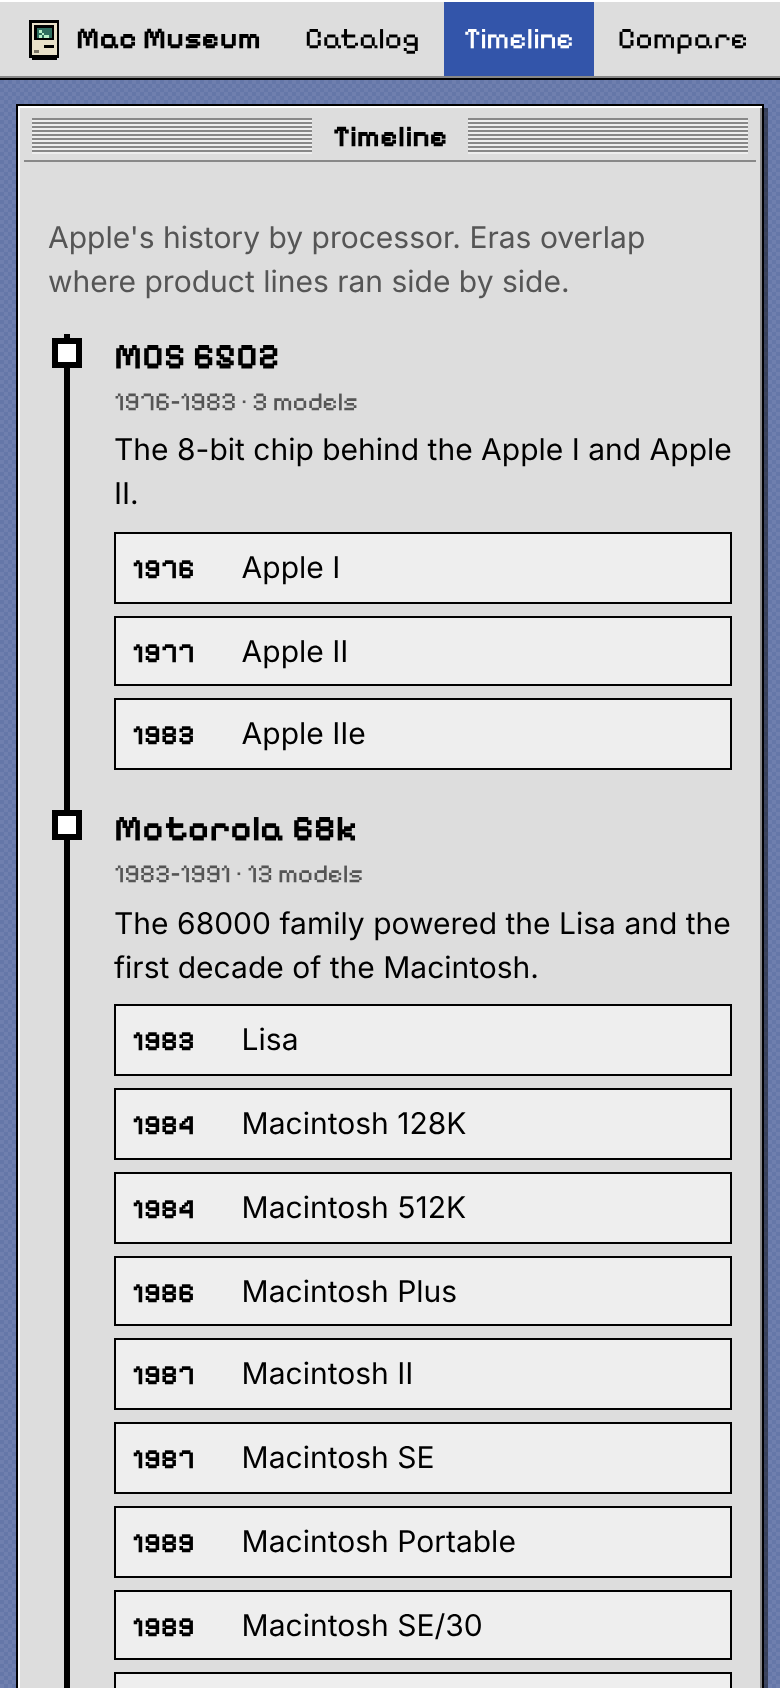 Mac Museum Catalog Timeline Compare
Timeline
Apple's history by processor. Eras overlap
where product lines ran side by side.
MOS 6502
1976-1983 · 3 models
The 8-bit chip behind the Apple I and Apple
II.
1976 Apple I
1977 Apple II
1983 Apple IIe
Motorola 68k
1983-1991 · 13 models
The 68000 family powered the Lisa and the
first decade of the Macintosh.
1983 Lisa
1984 Macintosh 128K
1984 Macintosh 512K
1986 Macintosh Plus
1987 Macintosh II
1987 Macintosh SE
1989 Macintosh Portable
1989 Macintosh SE/30